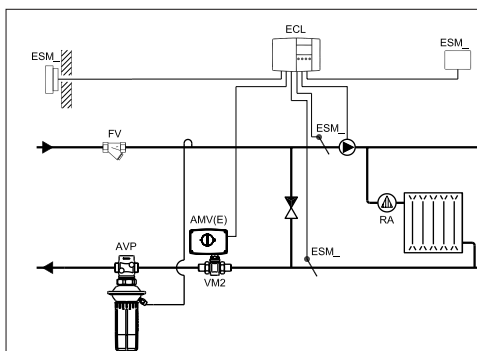 ECL
ESM_
ESM_
FV
ESM_
AMV(E)
RA
AVP
ESM_
VM2